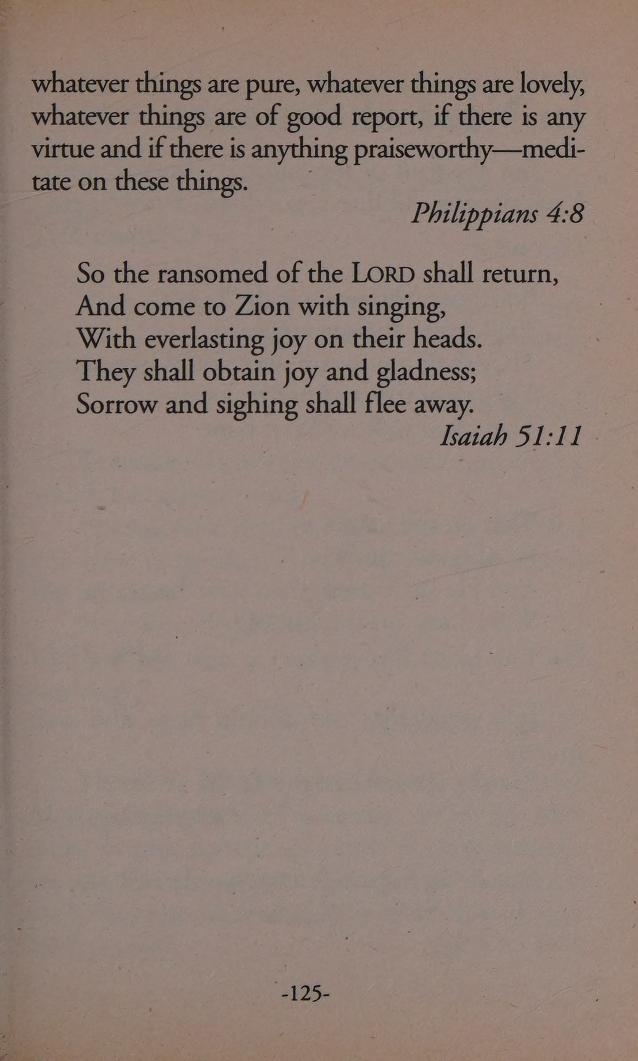 whatever things are pure, whatever things are lovely,
whatever things are of good report, if there is any
virtue and if there is anything praiseworthy—medi-
tate on these things.
Philippians 4:8
So the ransomed of the LORD shall return,
And come to Zion with singing,
With everlasting joy on their heads.
They shall obtain joy and gladness;
Sorrow and sighing shall flee away.
Isaiah 51:11
-125-